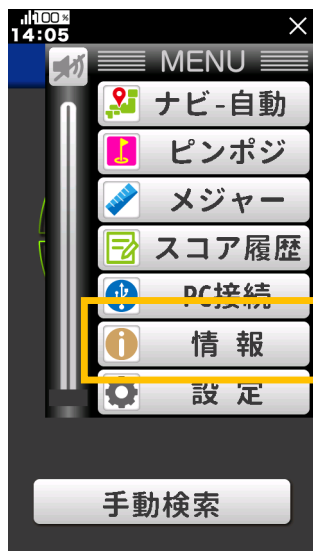 100%
14:05
MENU
ナビ-自動
ピンポジ
メジャー
スコア履歴
PC接続
情 報
設 定
手動検索